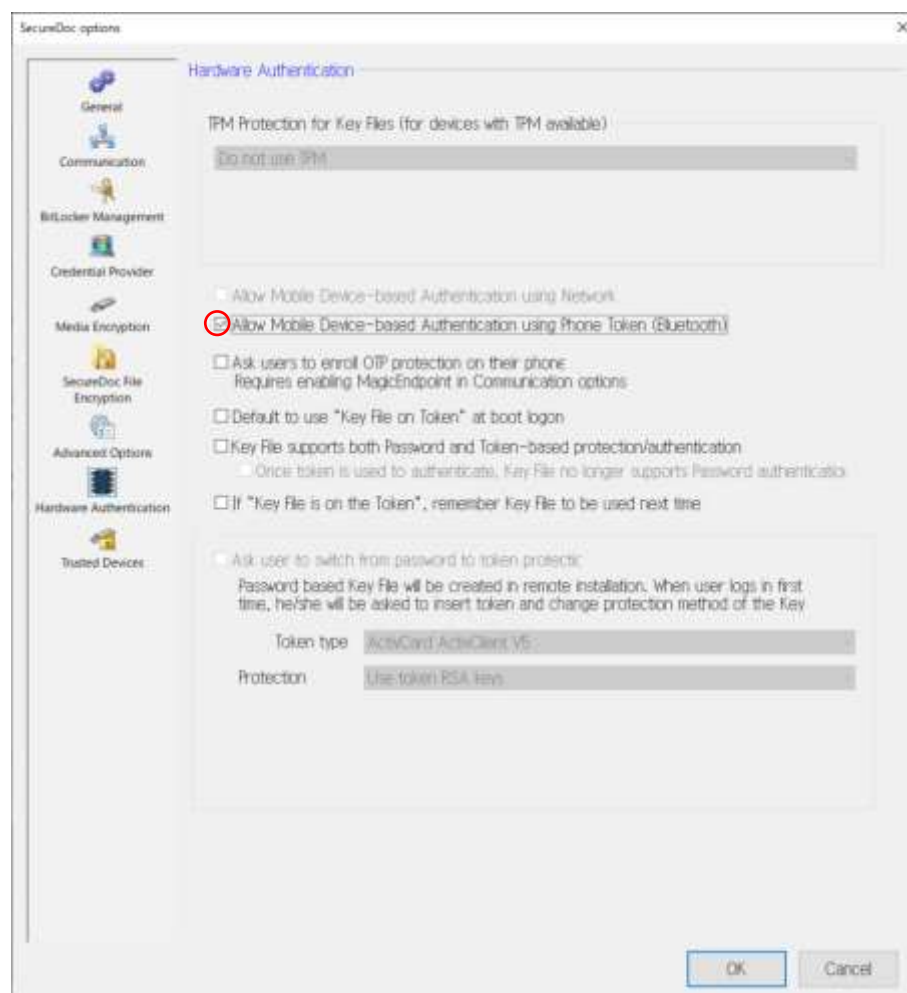 SecureDoc options
General
Communication
BitLocker Management
Credential Provider
Media Encryption
SecureDoc File
Encryption
Advanced Options
Hardware Authentication
Trusted Devices
Hardware Authentication
TPM Protection for Key Files (for devices with TPM available)
Do not use TPM
Allow Mobile Device-based Authentication using Network
Allow Mobile Device-based Authentication using Phone Token (Bluetooth)
Ask users to enroll OTP protection on their phone
Requires enabling MagicEndpoint in Communication options
Default to use "Key File on Token" at boot logon
Key File supports both Password and Token-based protection/authentication
Once token is used to authenticate, Key File no longer supports Password authenticatio
If "Key File is on the Token", remember Key File to be used next time
Ask user to switch from password to token protectic
Password based Key File will be created in remote installation. When user logs in first
time, he/she will be asked to insert token and change protection method of the Key
Token type ActivCard ActivClient V5
Protection Use token RSA keys
OK Cancel